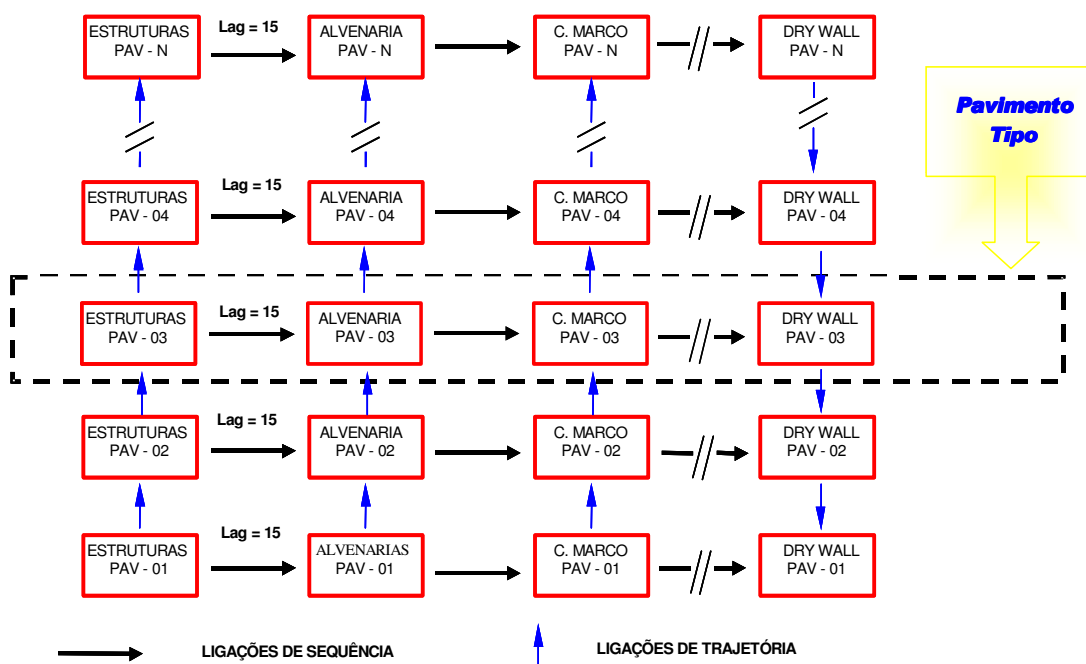 ESTRUTURAS
PAV - N
Lag = 15
ALVENARIA
PAV - N
C. MARCO
PAV - N
DRY WALL
PAV - N
Pavimento
Tipo
ESTRUTURAS
PAV - 04
Lag = 15
ALVENARIA
PAV - 04
C. MARCO
PAV - 04
DRY WALL
PAV - 04
ESTRUTURAS
PAV - 03
Lag = 15
ALVENARIA
PAV - 03
C. MARCO
PAV - 03
DRY WALL
PAV - 03
ESTRUTURAS
PAV - 02
Lag = 15
ALVENARIA
PAV - 02
C. MARCO
PAV - 02
DRY WALL
PAV - 02
ESTRUTURAS
PAV - 01
Lag = 15
ALVENARIAS
PAV - 01
C. MARCO
PAV - 01
DRY WALL
PAV - 01
LIGAÇÕES DE SEQUÊNCIA
LIGAÇÕES DE TRAJETÓRIA